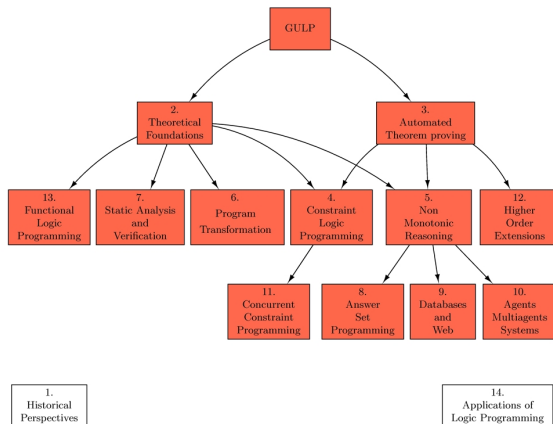 GULP
2.
Theoretical
Foundations
3.
Automated
Theorem proving
13.
Functional
Logic
Programming
7.
Static Analysis
and
Verification
6.
Program
Transformation
4.
Constraint
Logic
Programming
5.
Non
Monotonic
Reasoning
12.
Higher
Order
Extensions
11.
Concurrent
Constraint
Programming
8.
Answer
Set
Programming
9.
Databases
and
Web
10.
Agents
Multiagents
Systems
1.
Historical
Perspectives
14.
Applications of
Logic Programming